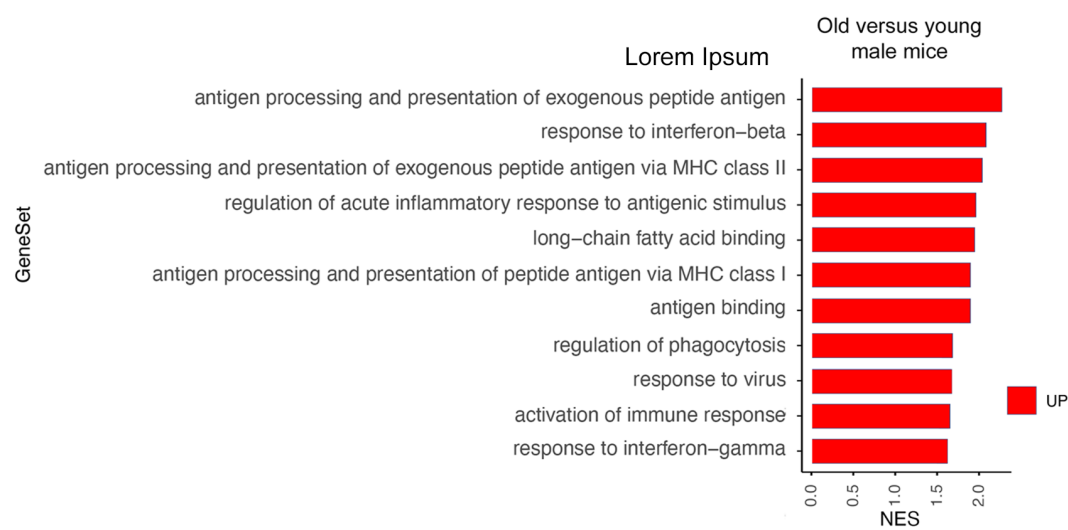 Old versus young
male mice
Lorem Ipsum
antigen processing and presentation of exogenous peptide antigen
response to interferon−beta
antigen processing and presentation of exogenous peptide antigen via MHC class II
regulation of acute inflammatory response to antigenic stimulus
long−chain fatty acid binding
antigen processing and presentation of peptide antigen via MHC class I
antigen binding
regulation of phagocytosis
response to virus
activation of immune response
response to interferon−gamma
GeneSet
UP
0.0 0.5 1.0 1.5 2.0
NES